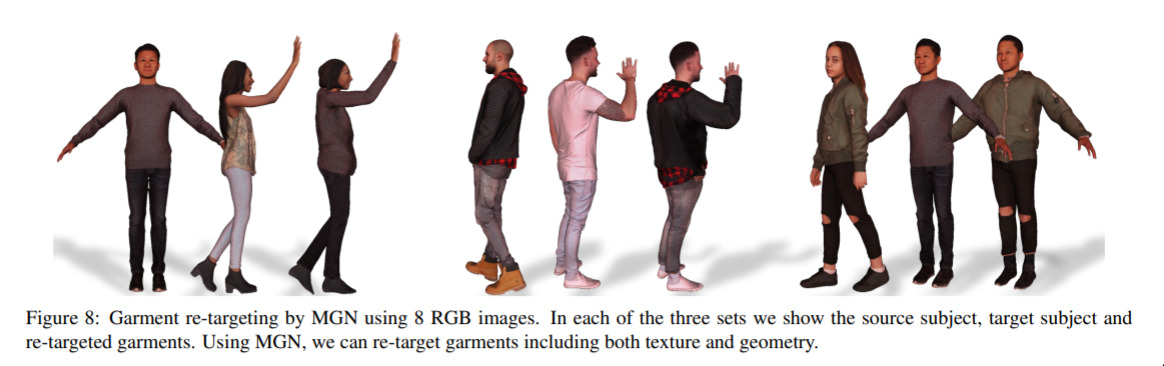 Figure 8: Garment re-targeting by MGN using 8 RGB images. In each of the three sets we show the source subject, target subject and
re-targeted garments. Using MGN, we can re-target garments including both texture and geometry.